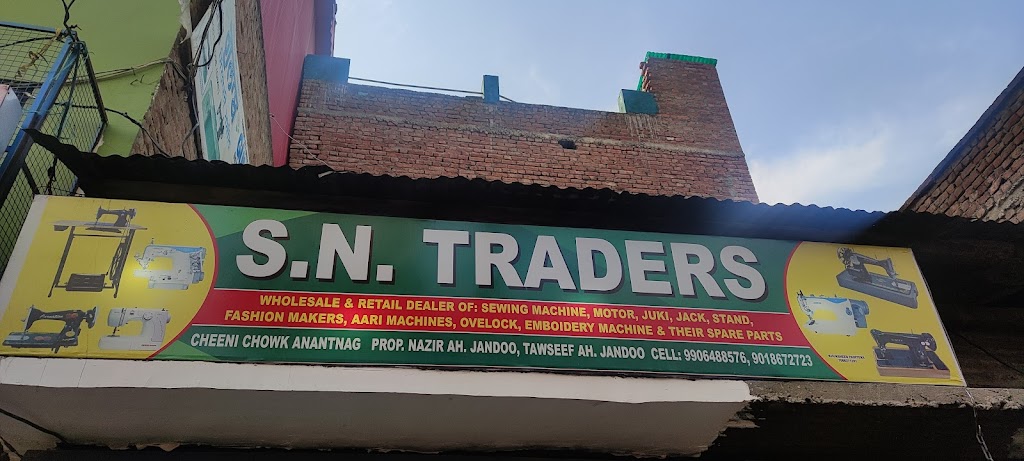 S.N. TRADERS
WHOLESALE & RETAIL DEALER OF: SEWING MACHINE, MOTOR, JUKI, JACK, STAND,
FASHION MAKERS, AARI MACHINES, OVELOCK, EMBOIDERY MACHINE & THEIR SPARE PARTS
CHEENI CHOWK ANANTNAG PROP. NAZIR AH. JANDOO, TAWSEEF AH. JANDOO CELL: 9906488576, 9018672723